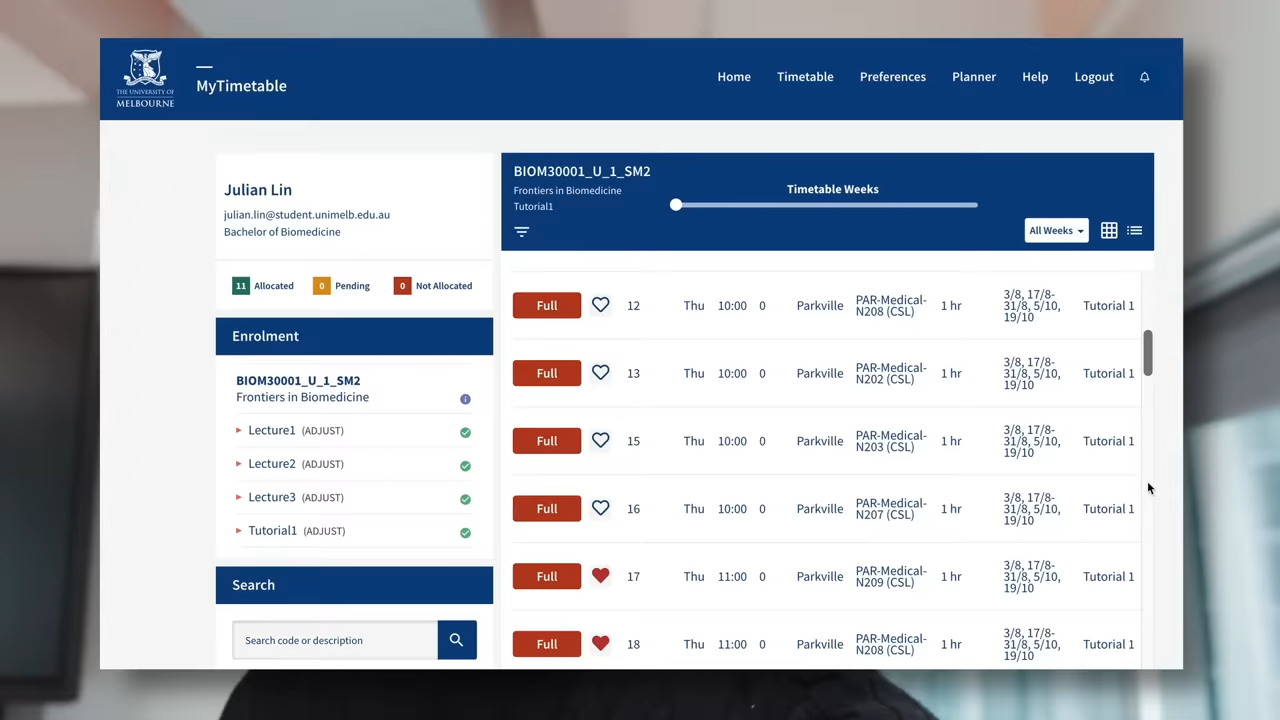 THE UNIVERSITY OF
MELBOURNE
MyTimetable
Home Timetable Preferences Planner Help Logout
Julian Lin
julian.lin@student.unimelb.edu.au
Bachelor of Biomedicine
11 Allocated 0 Pending 0 Not Allocated
Enrolment
BIOM30001_U_1_SM2
Frontiers in Biomedicine
Lecture1 (ADJUST)
Lecture2 (ADJUST)
Lecture3 (ADJUST)
Tutorial1 (ADJUST)
Search
Search code or description
BIOM30001_U_1_SM2
Frontiers in Biomedicine
Tutorial1
Timetable Weeks
All Weeks
Full 12 Thu 10:00 0 Parkville PAR-Medical-
N208 (CSL) 1 hr 3/8, 17/8-
31/8, 5/10,
19/10 Tutorial 1
Full 13 Thu 10:00 0 Parkville PAR-Medical-
N202 (CSL) 1 hr 3/8, 17/8-
31/8, 5/10,
19/10 Tutorial 1
Full 15 Thu 10:00 0 Parkville PAR-Medical-
N203 (CSL) 1 hr 3/8, 17/8-
31/8, 5/10,
19/10 Tutorial 1
Full 16 Thu 10:00 0 Parkville PAR-Medical-
N207 (CSL) 1 hr 3/8, 17/8-
31/8, 5/10,
19/10 Tutorial 1
Full 17 Thu 11:00 0 Parkville PAR-Medical-
N209 (CSL) 1 hr 3/8, 17/8-
31/8, 5/10,
19/10 Tutorial 1
Full 18 Thu 11:00 0 Parkville PAR-Medical-
N208 (CSL) 1 hr 3/8, 17/8-
31/8, 5/10,
19/10 Tutorial 1